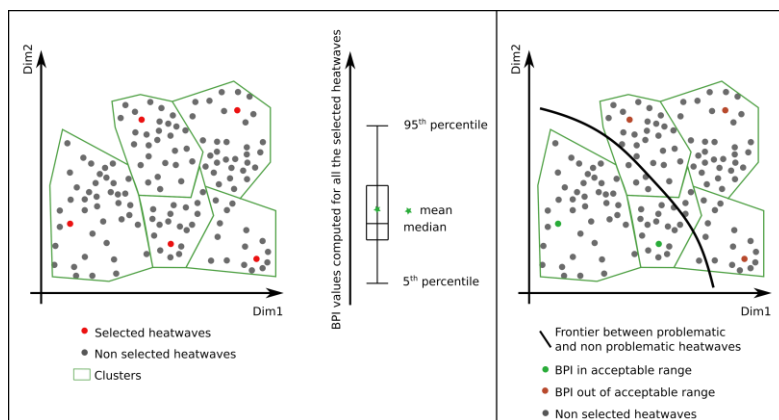 Dim2
Dim1
Selected heatwaves
Non selected heatwaves
Clusters
BPI values computed for all the selected heatwaves
95th percentile
mean
median
5th percentile
Dim2
Dim1
Frontier between problematic
and non problematic heatwaves
BPI in acceptable range
BPI out of acceptable range
Non selected heatwaves